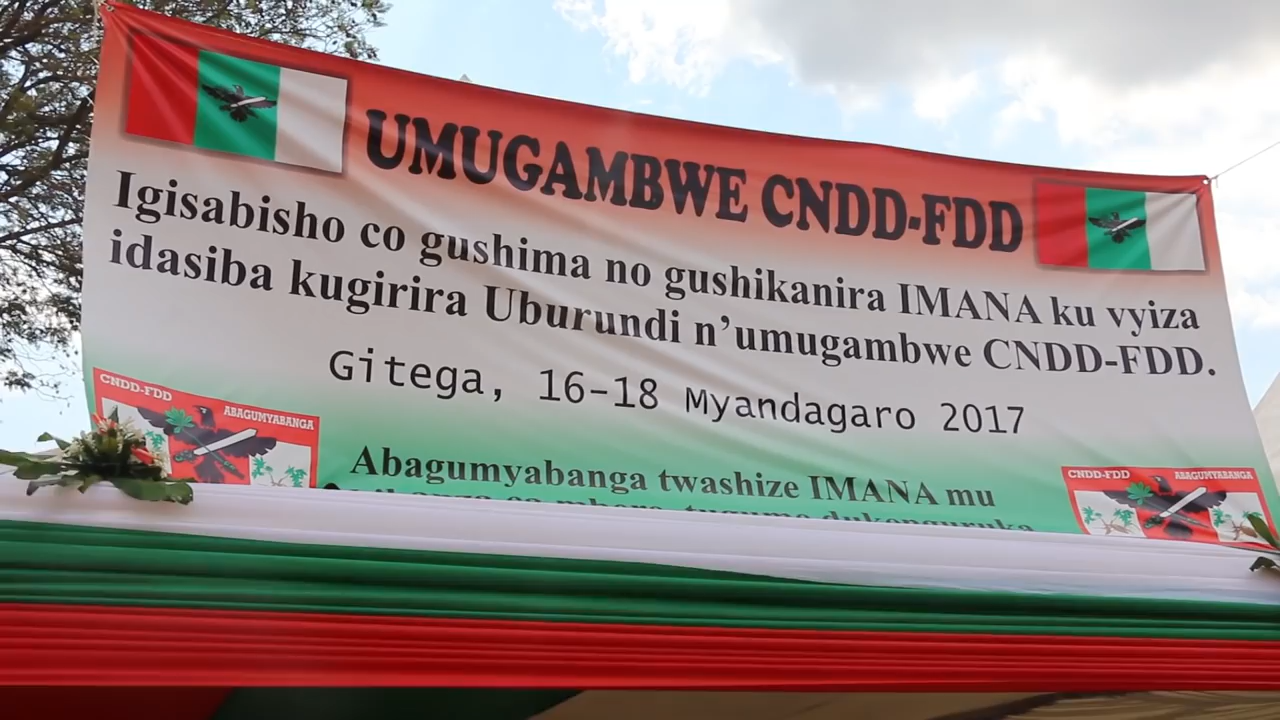 UMUGAMBWE CNDD-FDD
Igisabisho co gushima no gushikanira IMANA ku vyiza
idasiba kugirira Uburundi n'umugambwe CNDD-FDD.
Gitega, 16-18 Myandagaro 2017
CNDD-FDD ABAGUMYABANGA
Abagumyabanga twashize IMANA mu
CNDD-FDD ABAGUMYABANGA